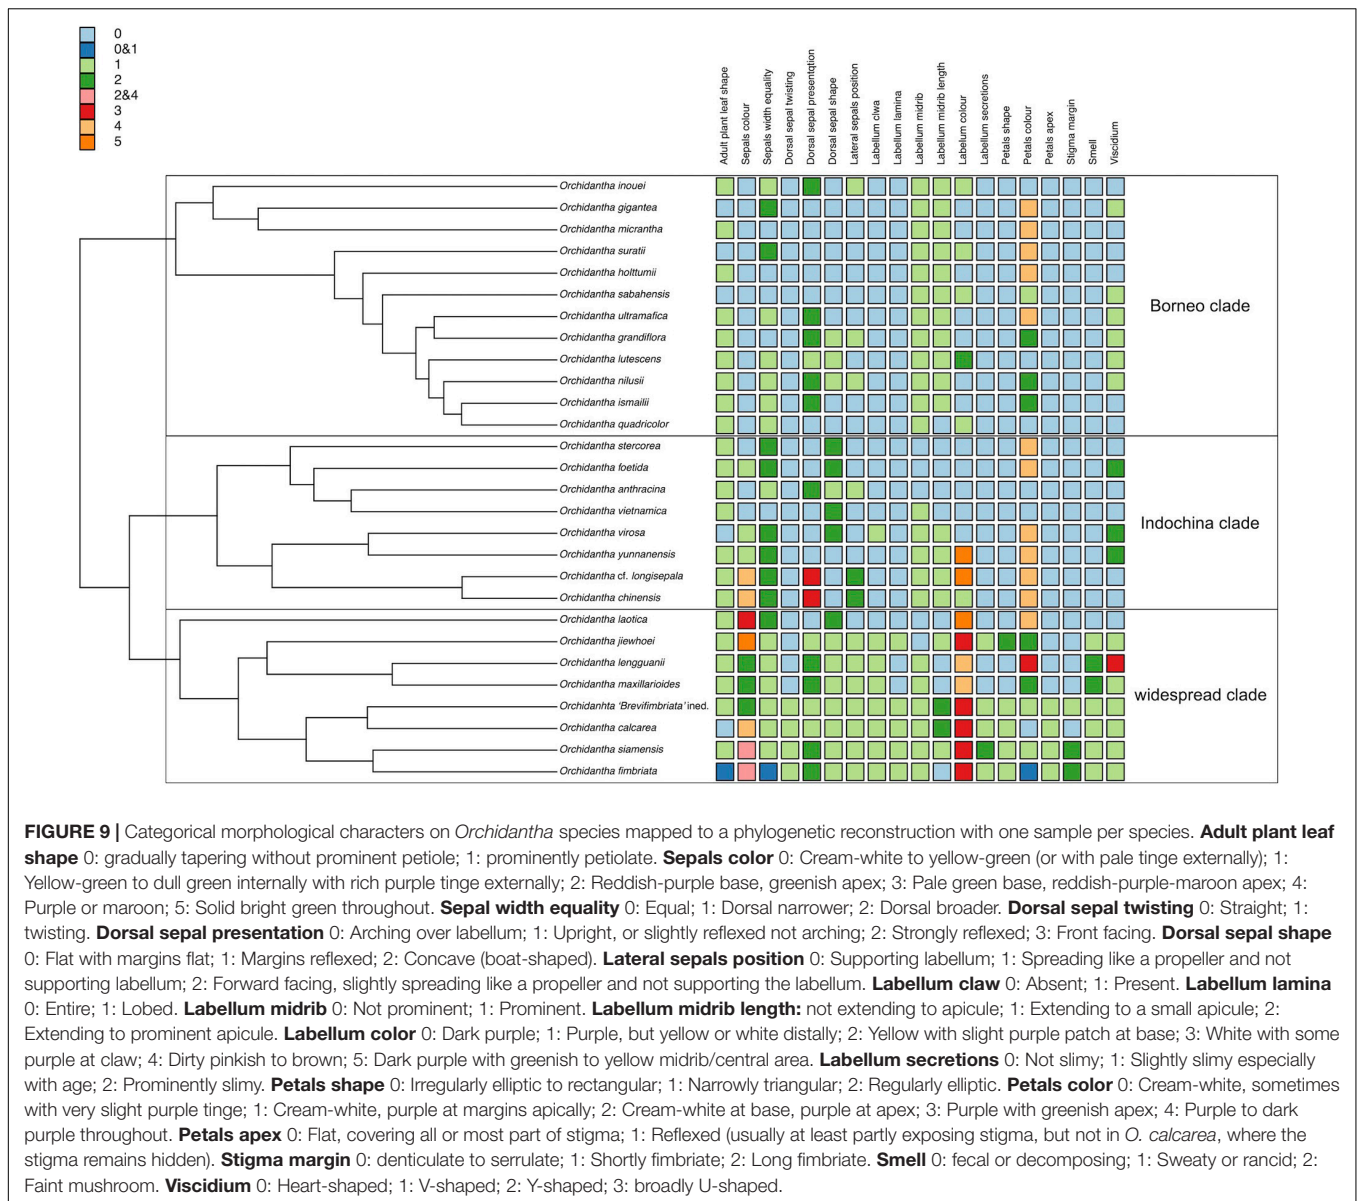 0
0&1
1
2
2&4
3
4
5
Adult plant leaf shape
Sepals colour
Sepals width equality
Dorsal sepal twisting
Dorsal sepal presentqtion
Dorsal sepal shape
Lateral sepals position
Labellum clwa
Labellum lamina
Labellum midrib
Labellum midrib length
Labellum colour
Labellum secretions
Petals shape
Petals colour
Petals apex
Stigma margin
Smell
Viscidium
Orchidantha inouei
Orchidantha gigantea
Orchidantha micrantha
Orchidantha suratii
Orchidantha holttumii
Orchidantha sabahensis
Orchidantha ultramafica
Orchidantha grandiflora
Orchidantha lutescens
Orchidantha nilusii
Orchidantha ismailii
Orchidantha quadricolor
Borneo clade
Orchidantha stercorea
Orchidantha foetida
Orchidantha anthracina
Orchidantha vietnamica
Orchidantha virosa
Orchidantha yunnanensis
Orchidantha cf. longisepala
Orchidantha chinensis
Indochina clade
Orchidantha laotica
Orchidantha jiewhoei
Orchidantha lengguanii
Orchidantha maxillarioides
Orchidanhta 'Brevifimbriata' ined.
Orchidantha calcarea
Orchidantha siamensis
Orchidantha fimbriata
widespread clade
FIGURE 9 | Categorical morphological characters on Orchidantha species mapped to a phylogenetic reconstruction with one sample per species. Adult plant leaf
shape 0: gradually tapering without prominent petiole; 1: prominently petiolate. Sepals color 0: Cream-white to yellow-green (or with pale tinge externally); 1:
Yellow-green to dull green internally with rich purple tinge externally; 2: Reddish-purple base, greenish apex; 3: Pale green base, reddish-purple-maroon apex; 4:
Purple or maroon; 5: Solid bright green throughout. Sepal width equality 0: Equal; 1: Dorsal narrower; 2: Dorsal broader. Dorsal sepal twisting 0: Straight; 1:
twisting. Dorsal sepal presentation 0: Arching over labellum; 1: Upright, or slightly reflexed not arching; 2: Strongly reflexed; 3: Front facing. Dorsal sepal shape
0: Flat with margins flat; 1: Margins reflexed; 2: Concave (boat-shaped). Lateral sepals position 0: Supporting labellum; 1: Spreading like a propeller and not
supporting labellum; 2: Forward facing, slightly spreading like a propeller and not supporting the labellum. Labellum claw 0: Absent; 1: Present. Labellum lamina
0: Entire; 1: Lobed. Labellum midrib 0: Not prominent; 1: Prominent. Labellum midrib length: not extending to apicule; 1: Extending to a small apicule; 2:
Extending to prominent apicule. Labellum color 0: Dark purple; 1: Purple, but yellow or white distally; 2: Yellow with slight purple patch at base; 3: White with some
purple at claw; 4: Dirty pinkish to brown; 5: Dark purple with greenish to yellow midrib/central area. Labellum secretions 0: Not slimy; 1: Slightly slimy especially
with age; 2: Prominently slimy. Petals shape 0: Irregularly elliptic to rectangular; 1: Narrowly triangular; 2: Regularly elliptic. Petals color 0: Cream-white, sometimes
with very slight purple tinge; 1: Cream-white, purple at margins apically; 2: Cream-white at base, purple at apex; 3: Purple with greenish apex; 4: Purple to dark
purple throughout. Petals apex 0: Flat, covering all or most part of stigma; 1: Reflexed (usually at least partly exposing stigma, but not in O. calcarea, where the
stigma remains hidden). Stigma margin 0: denticulate to serrulate; 1: Shortly fimbriate; 2: Long fimbriate. Smell 0: fecal or decomposing; 1: Sweaty or rancid; 2:
Faint mushroom. Viscidium 0: Heart-shaped; 1: V-shaped; 2: Y-shaped; 3: broadly U-shaped.